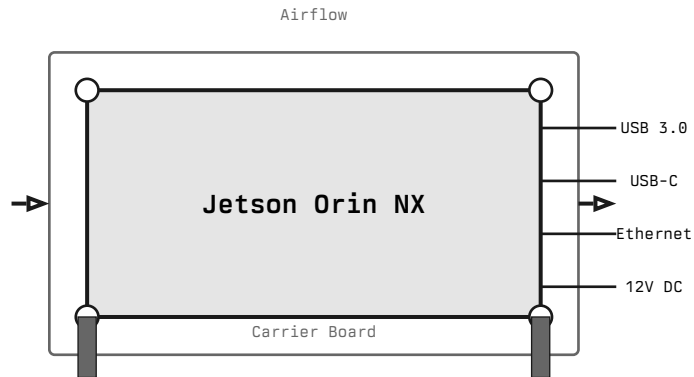 Airflow
USB 3.0
USB-C
Jetson Orin NX
Ethernet
12V DC
Carrier Board